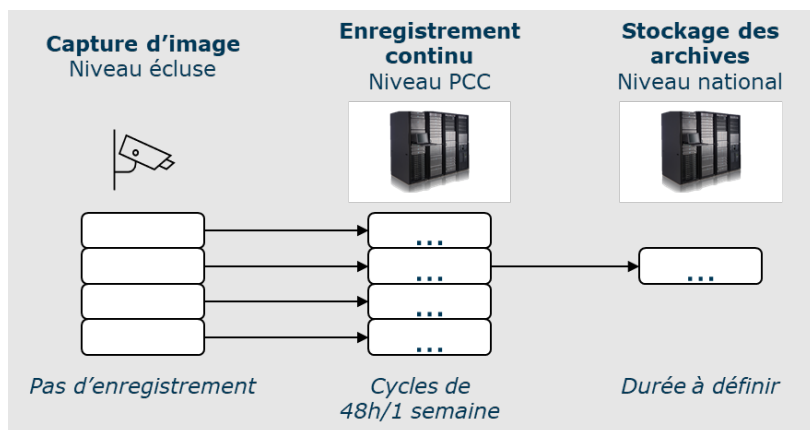 Capture d'image
Niveau écluse
Enregistrement
continu
Niveau PCC
Stockage des
archives
Niveau national
...
...
...
...
...
Pas d'enregistrement
Cycles de
48h/1 semaine
Durée à définir